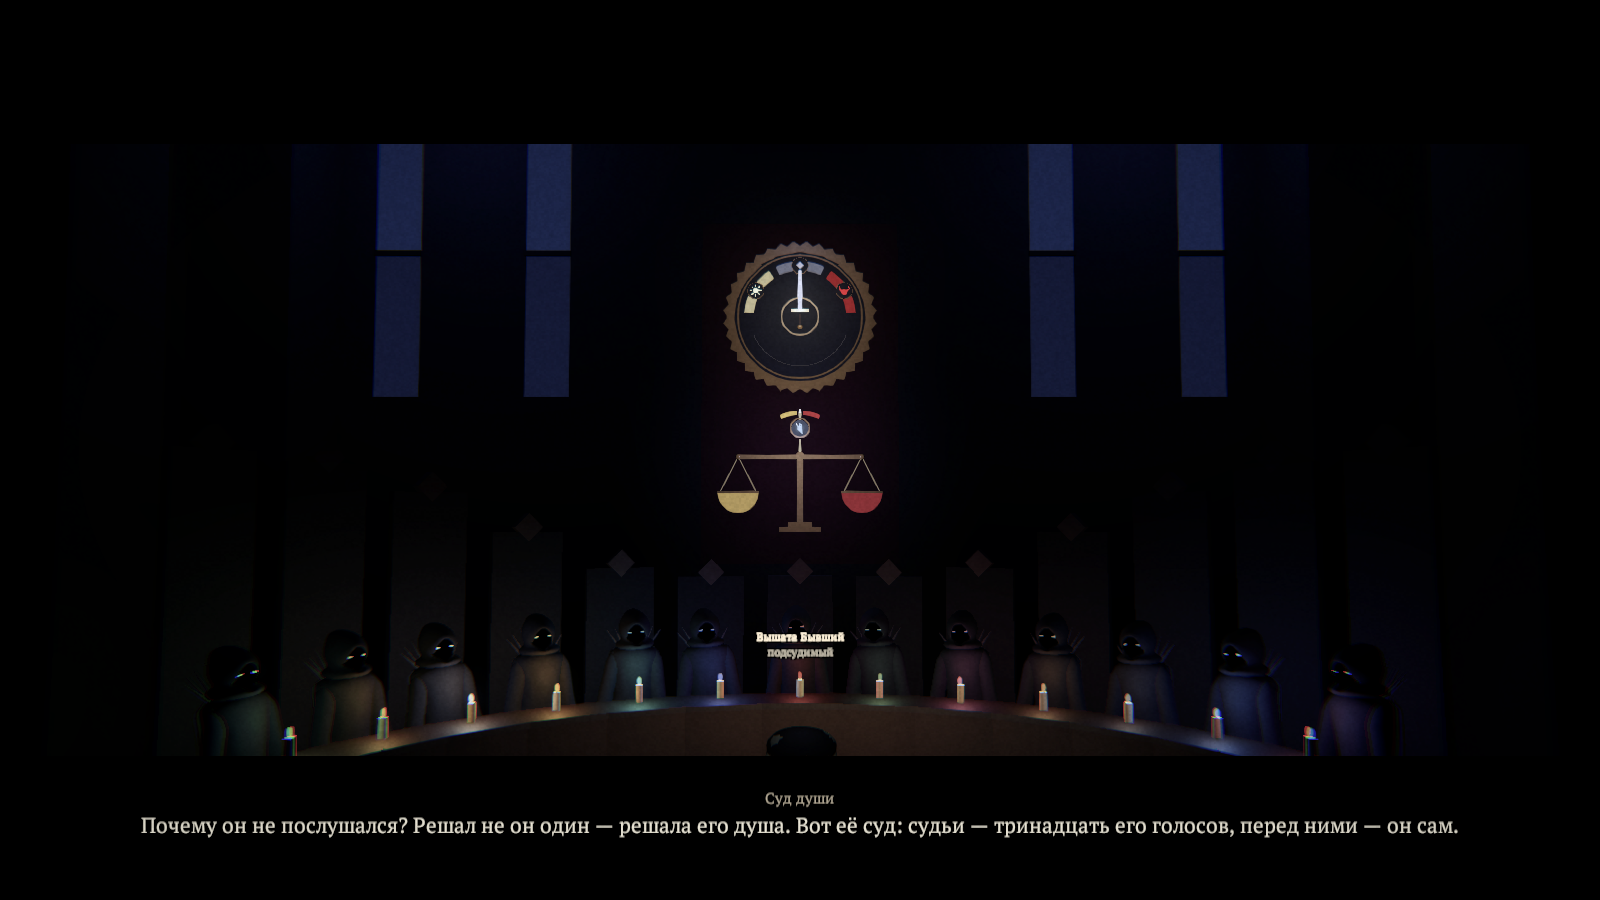 Вышата Бывший
подсудимый
Суд души
Почему он не послушался? Решал не он один — решала его душа. Вот её суд: судьи — тринадцать его голосов, перед ними — он сам.